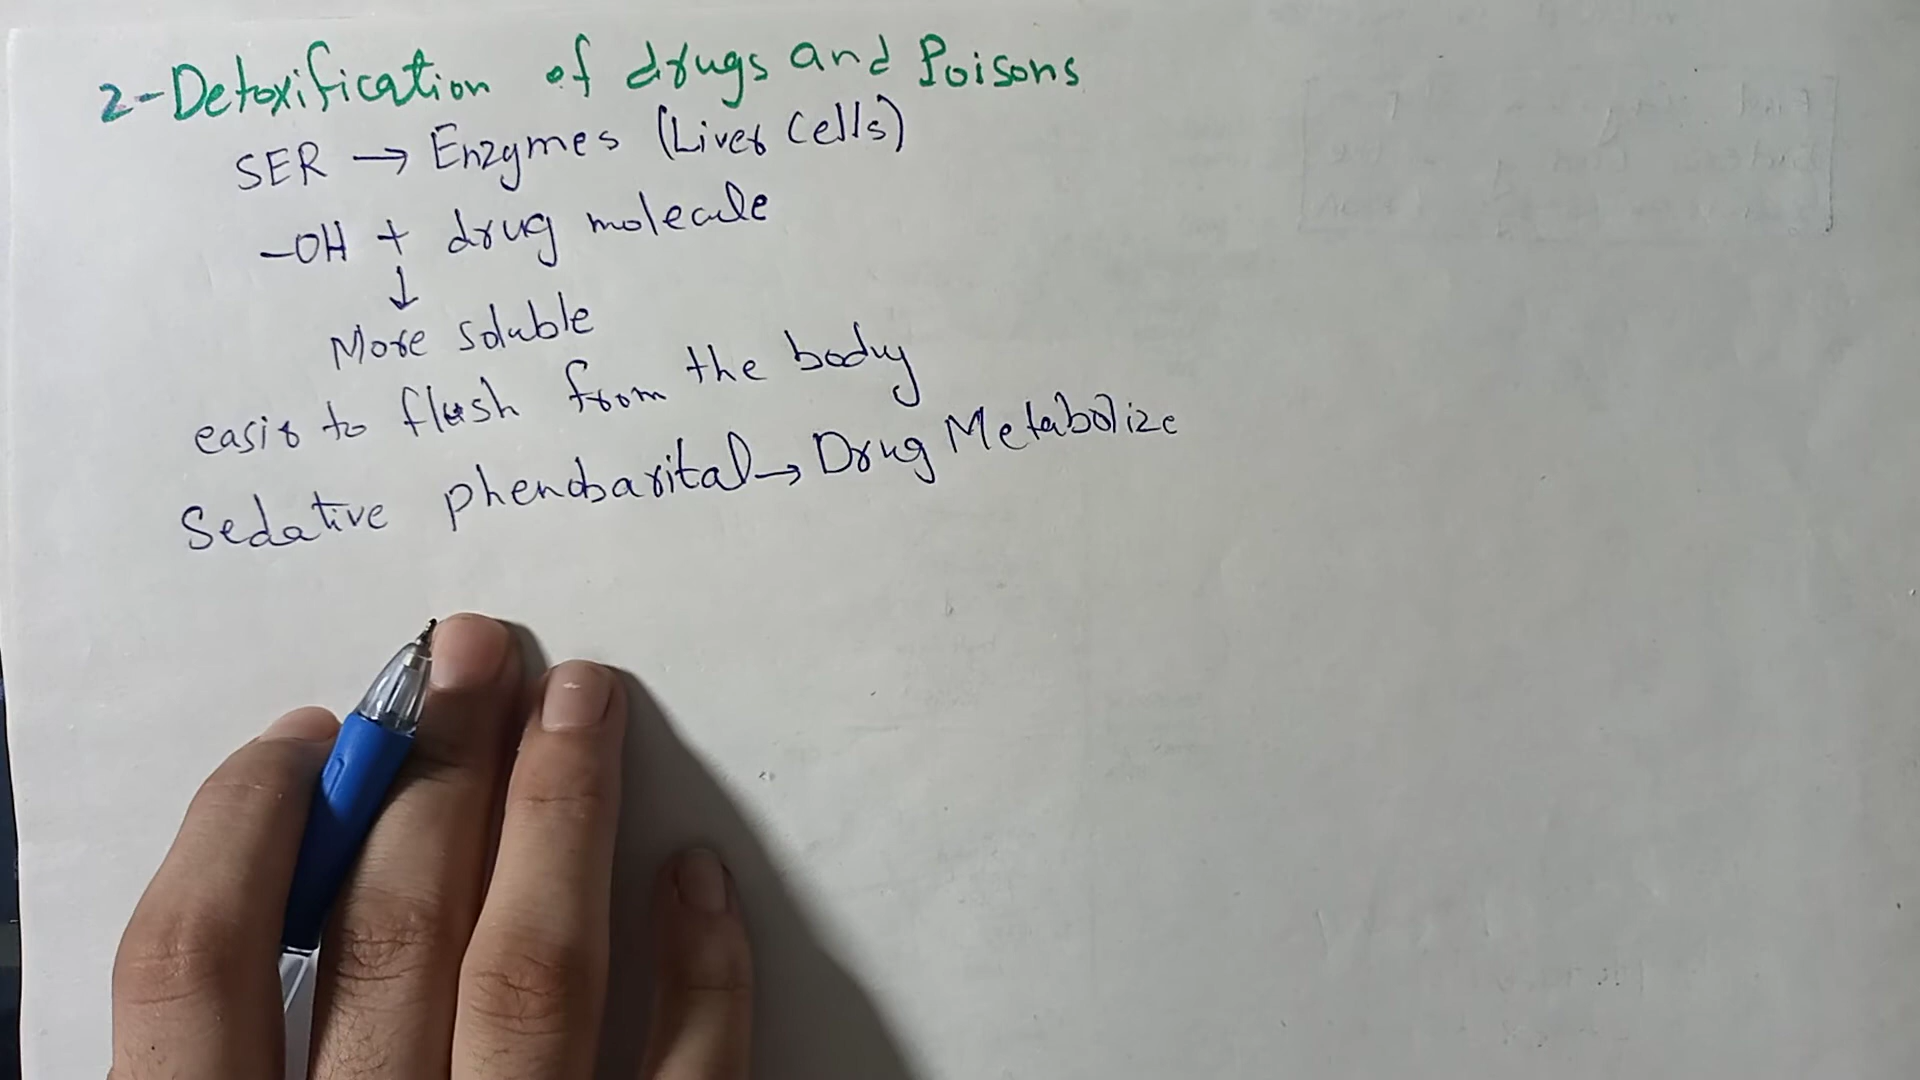 2-Detoxification of drugs and Poisons
SER → Enzymes (Liver Cells)
-OH + drug molecule
↓
More soluble
easir to flush from the body
Sedative phenobarital → Drug Metabolize